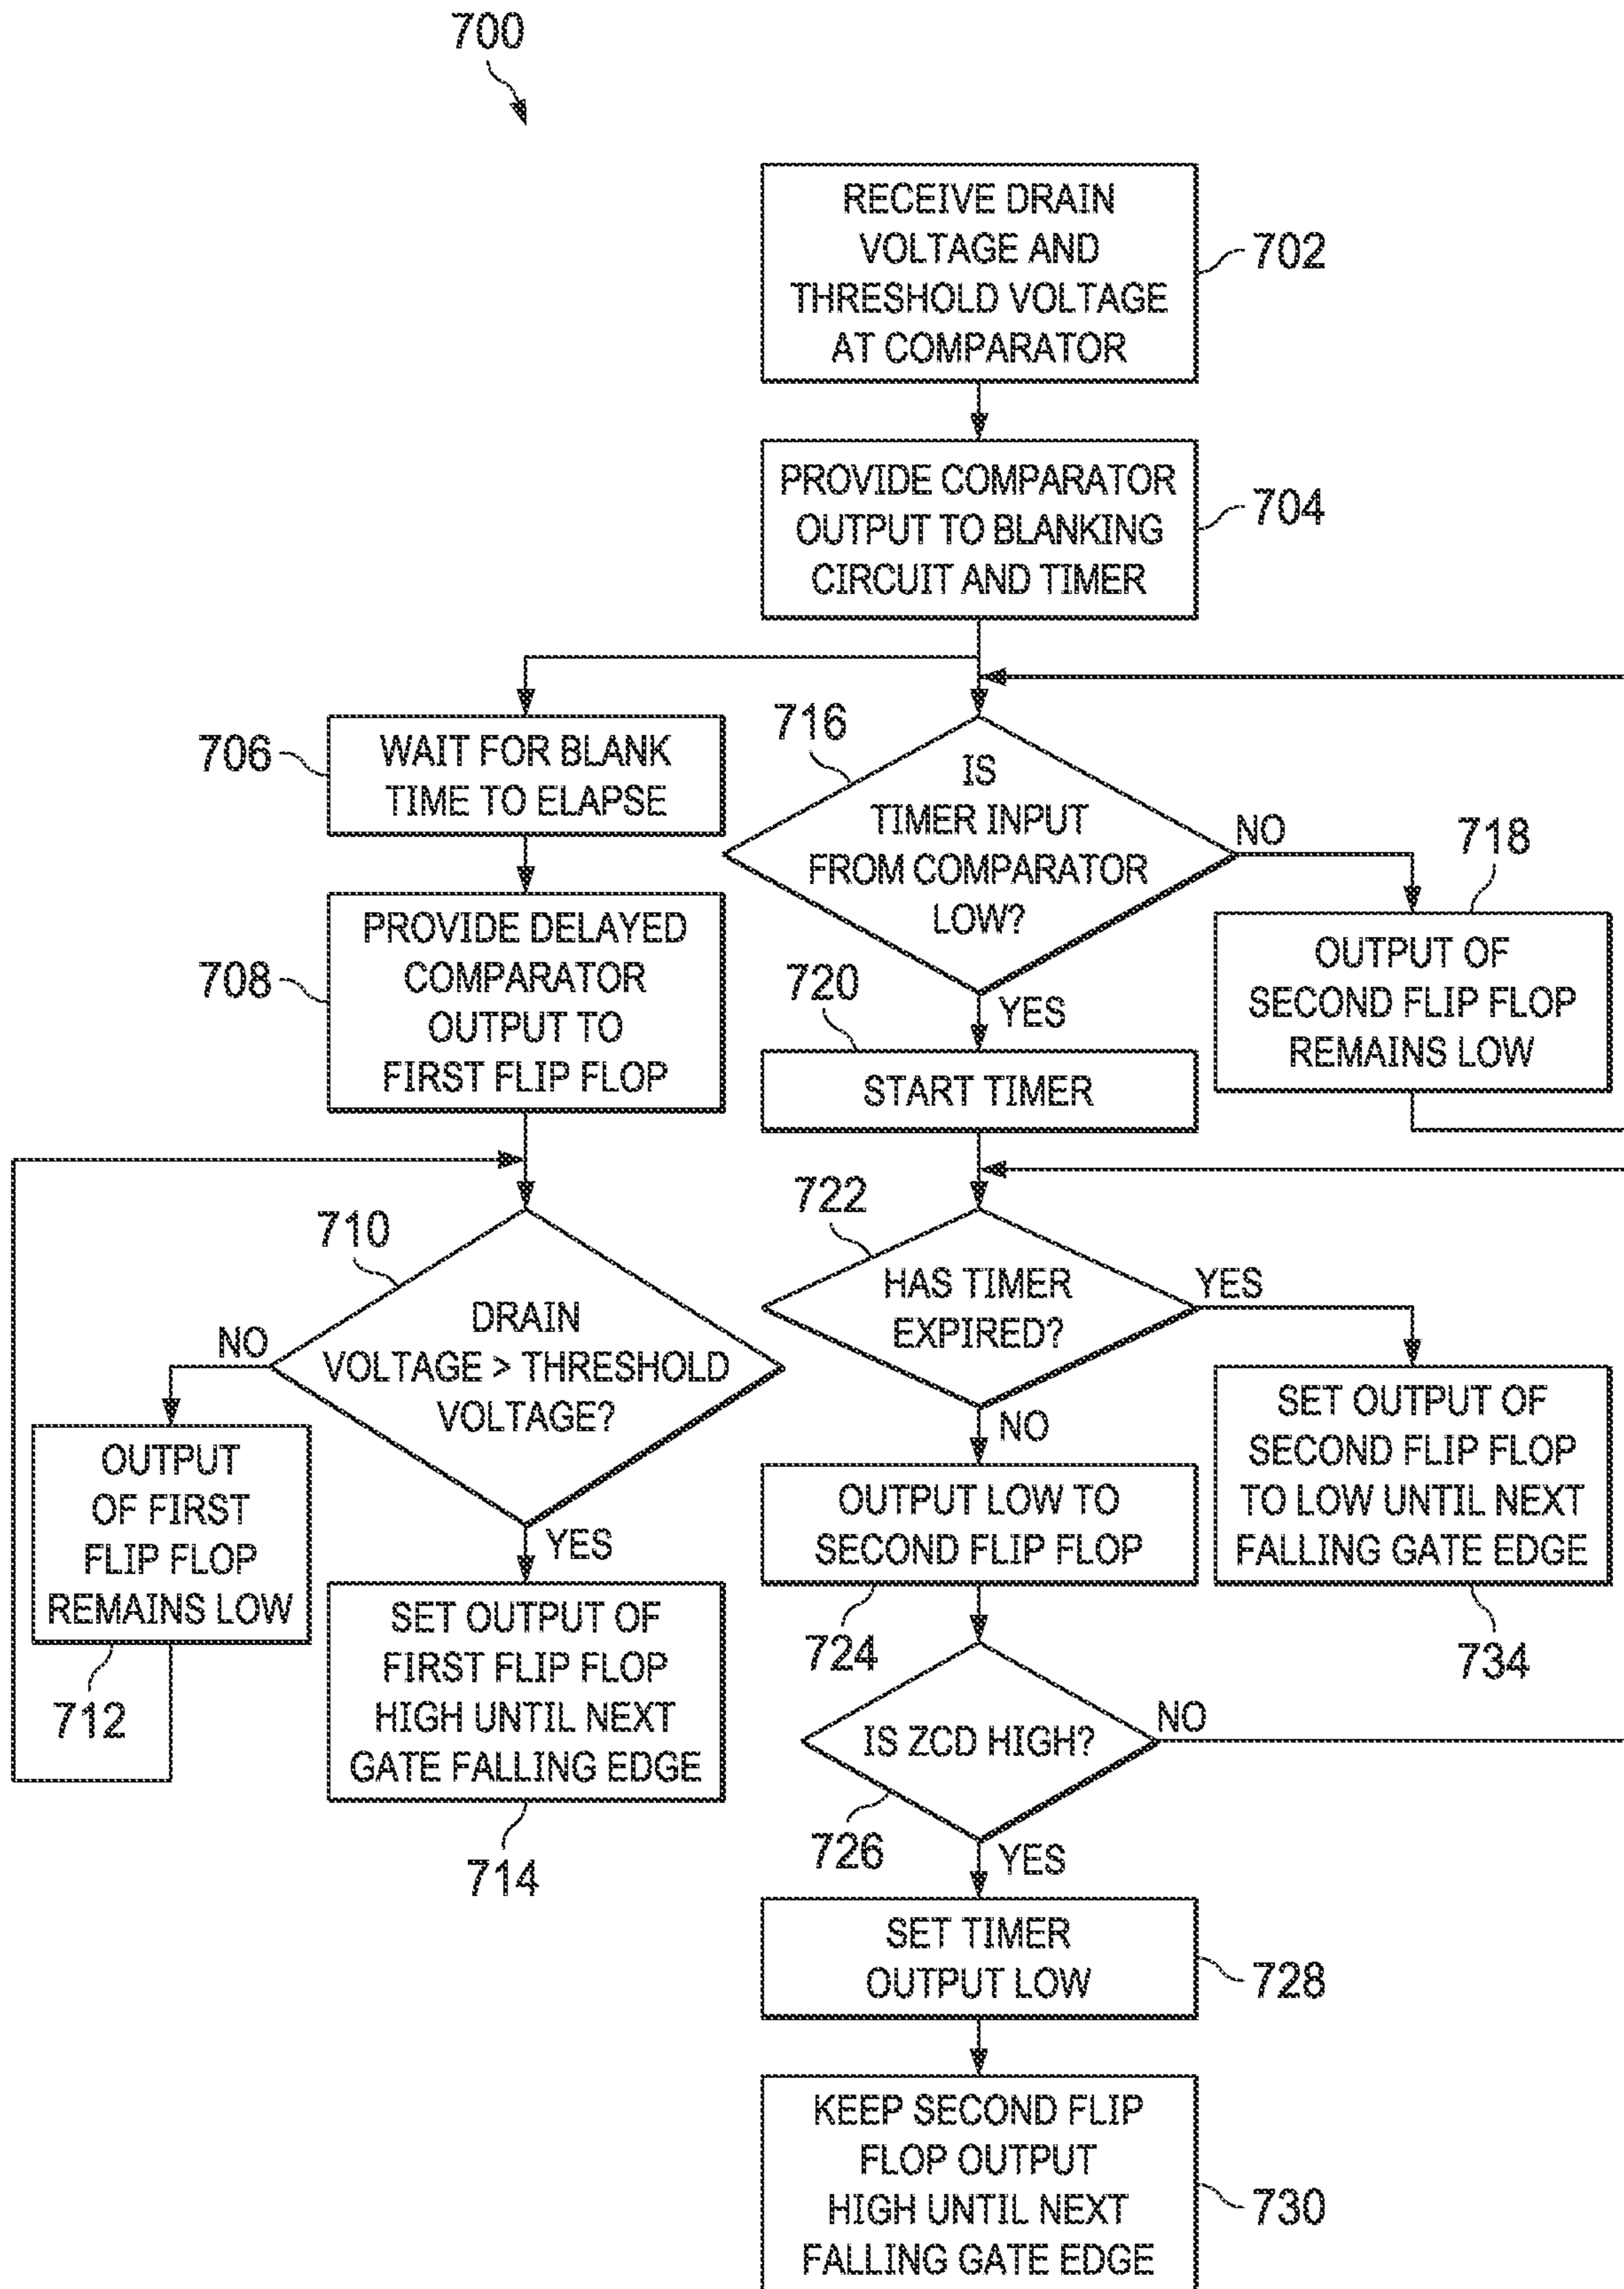 700
RECEIVE DRAIN
VOLTAGE AND
THRESHOLD VOLTAGE
AT COMPARATOR
702
PROVIDE COMPARATOR
OUTPUT TO BLANKING
CIRCUIT AND TIMER
704
706
WAIT FOR BLANK
TIME TO ELAPSE
716
IS
TIMER INPUT
FROM COMPARATOR
LOW?
NO
718
708
PROVIDE DELAYED
COMPARATOR
OUTPUT TO
FIRST FLIP FLOP
OUTPUT OF
SECOND FLIP FLOP
REMAINS LOW
YES
720
START TIMER
710
DRAIN
VOLTAGE > THRESHOLD
VOLTAGE?
NO
YES
722
HAS TIMER
EXPIRED?
YES
NO
OUTPUT
OF FIRST
FLIP FLOP
REMAINS LOW
712
SET OUTPUT OF
FIRST FLIP FLOP
HIGH UNTIL NEXT
GATE FALLING EDGE
714
OUTPUT LOW TO
SECOND FLIP FLOP
724
SET OUTPUT OF
SECOND FLIP FLOP
TO LOW UNTIL NEXT
FALLING GATE EDGE
734
IS ZCD HIGH?
NO
726
YES
SET TIMER
OUTPUT LOW
728
KEEP SECOND FLIP
FLOP OUTPUT
HIGH UNTIL NEXT
FALLING GATE EDGE
730